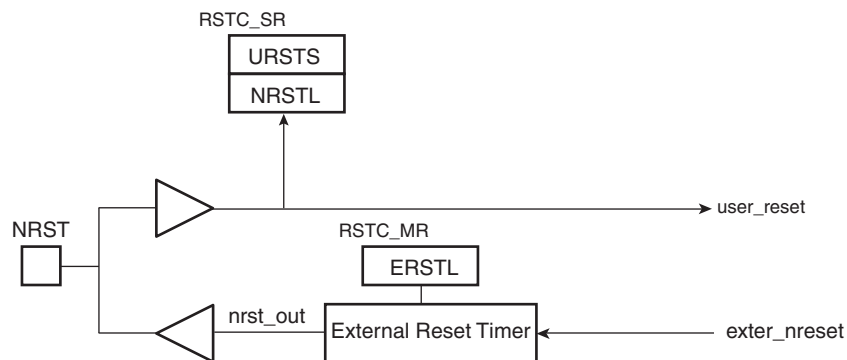 RSTC_SR
URSTS
NRSTL
user_reset
NRST
RSTC_MR
ERSTL
nrst_out
External Reset Timer
exter_nreset